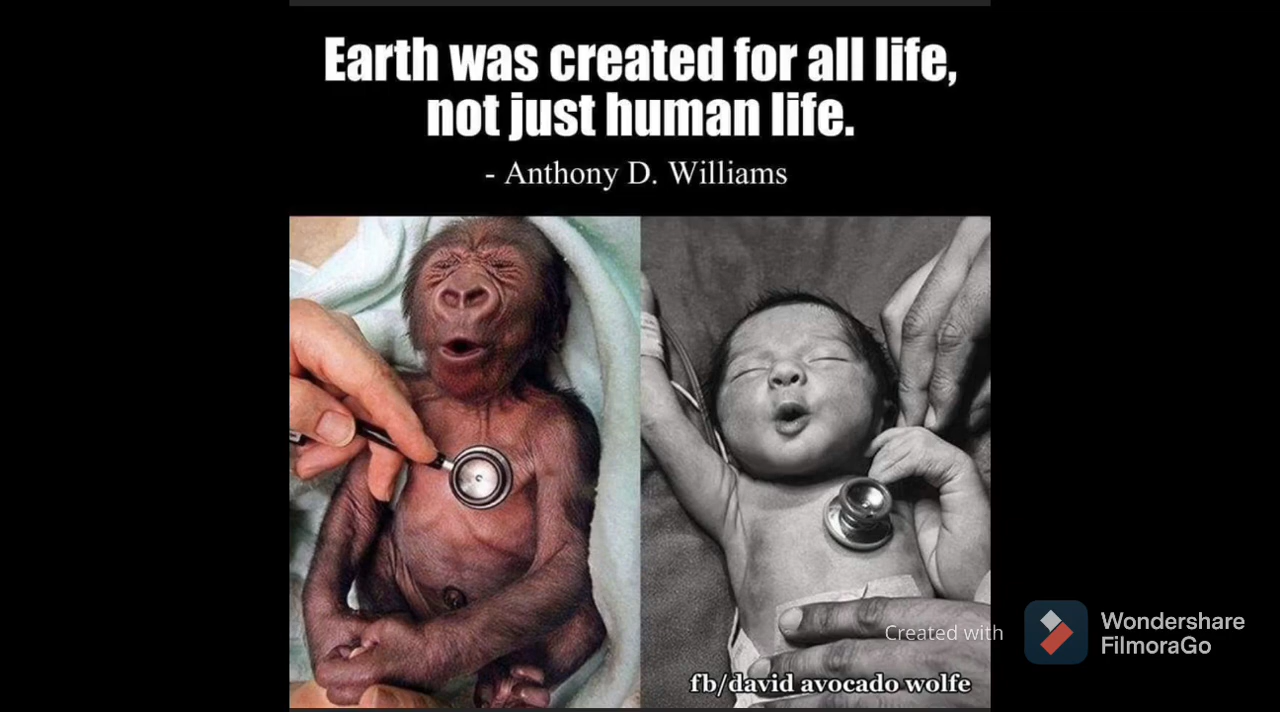 Earth was created for all life,
not just human life.
- Anthony D. Williams
Created with
Wondershare
FilmoraGo
fb/david avocado wolfe